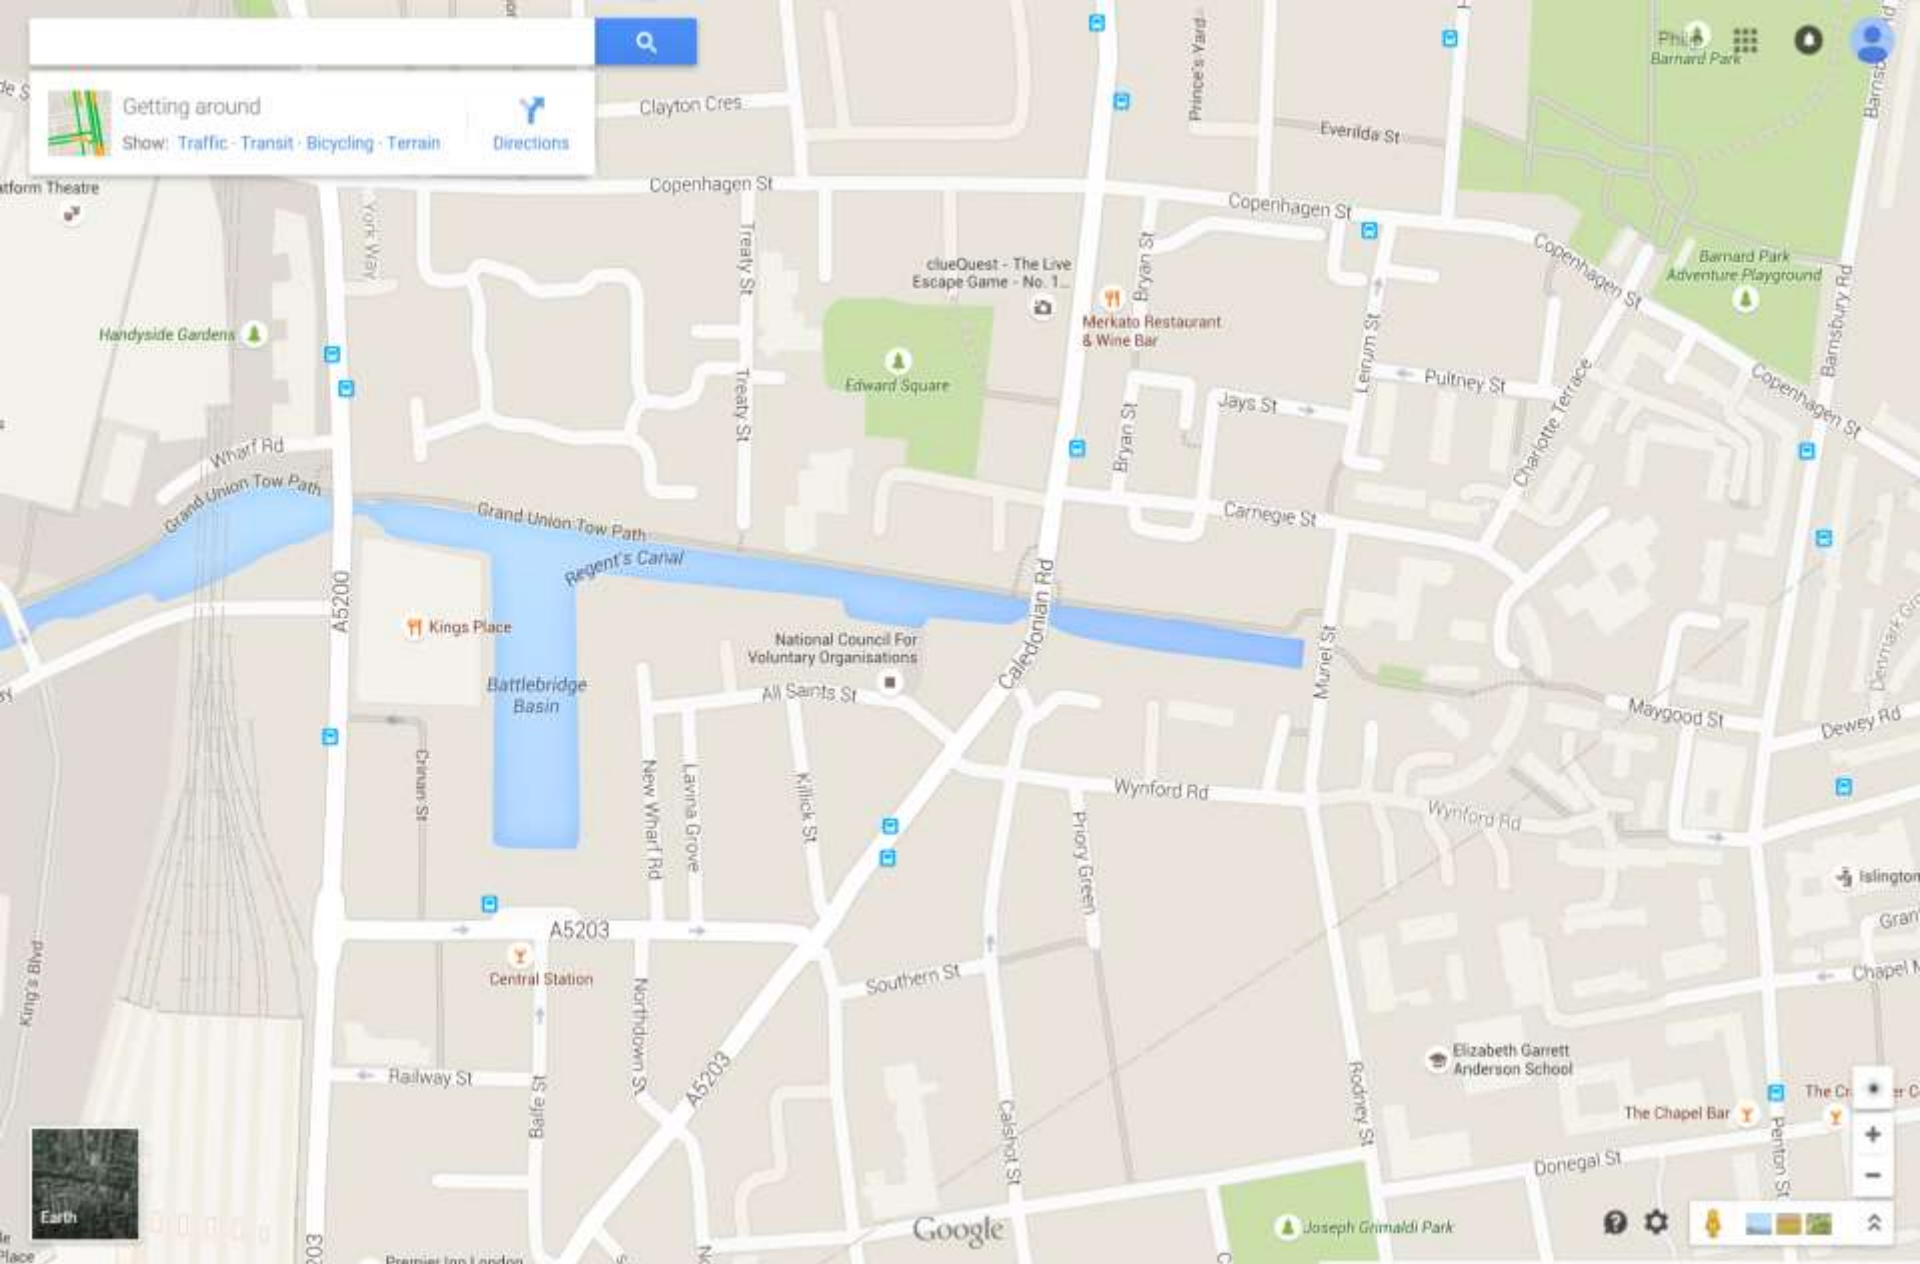 Clayton Cres
Prince's Yard
Barnard Park
Getting around
Everilda St
Show: Traffic · Transit · Bicycling · Terrain
Directions
Theatre
Copenhagen St
York Way
Treaty St
Copenhagen St
Copenhagen St
Bryan St
clueQuest - The Live
Escape Game - No. 1...
Barnard Park
Adventure Playground
Merkato Restaurant
& Wine Bar
Handyside Gardens
Leirum St
Barnsbury Rd
Edward Square
Treaty St
Pultney St
Jays St
Charlotte Terrace
Copenhagen St
Bryan St
Wharf Rd
Grand Union Tow Path
Grand Union Tow Path
Carnegie St
Regent's Canal
A5200
Kings Place
Caledonian Rd
National Council For
Voluntary Organisations
Muriel St
Battlebridge
Basin
All Saints St
Maygood St
Dewey Rd
Crinan St
New Wharf Rd
Lavina Grove
Killick St
Wynford Rd
Wynford Rd
Priory Green
Islington
A5203
King's Blvd
Central Station
Southern St
Chapel
Northdown St
Elizabeth Garrett
Anderson School
Railway St
A5203
Balfe St
Calshot St
Rodney St
The Chapel Bar
Penton St
Donegal St
Earth
Google
Joseph Grimaldi Park
Premier Inn London